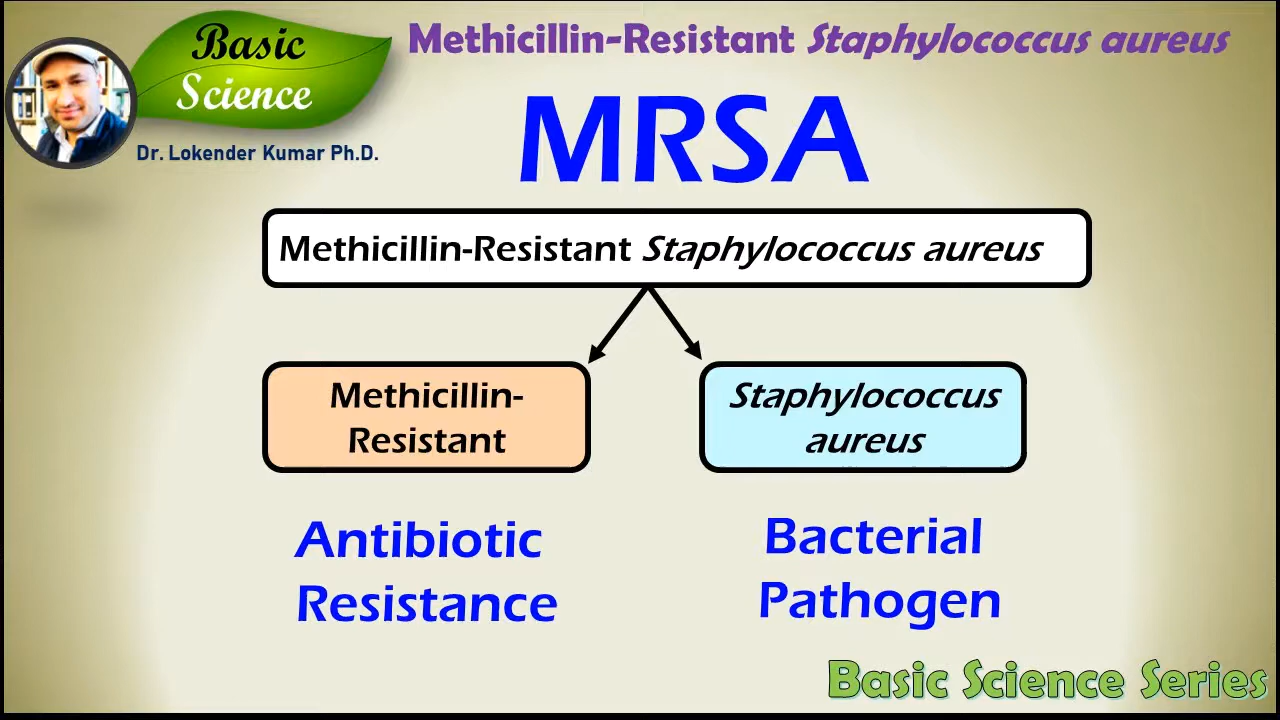 Basic
Science
Dr. Lokender Kumar Ph.D.
Methicillin-Resistant Staphylococcus aureus
MRSA
Methicillin-Resistant Staphylococcus aureus
Methicillin-
Resistant
Staphylococcus
aureus
Antibiotic
Resistance
Bacterial
Pathogen
Basic Science Series